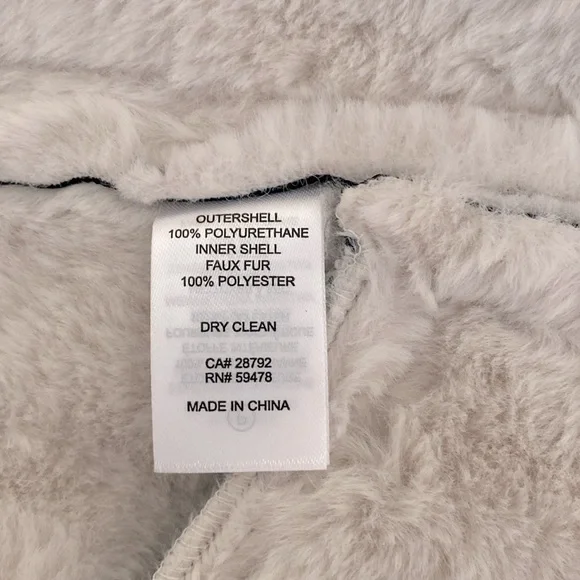 OUTERSHELL
100% POLYURETHANE
INNER SHELL
FAUX FUR
100% POLYESTER
DRY CLEAN
CA# 28792
RN# 59478
MADE IN CHINA